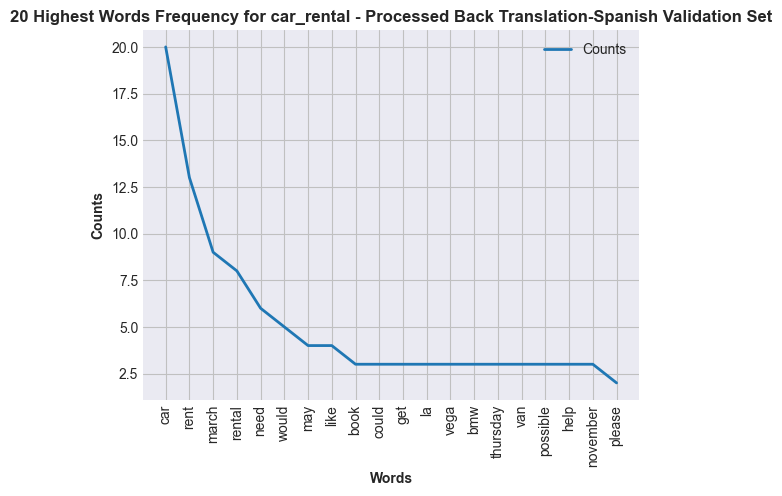 20 Highest Words Frequency for car_rental - Processed Back Translation-Spanish Validation Set
Counts
20.0
17.5
15.0
12.5
10.0
7.5
5.0
2.5
Counts
car
rent
march
rental
need
would
may
like
book
could
get
la
vega
bmw
thursday
van
possible
help
november
please
Words